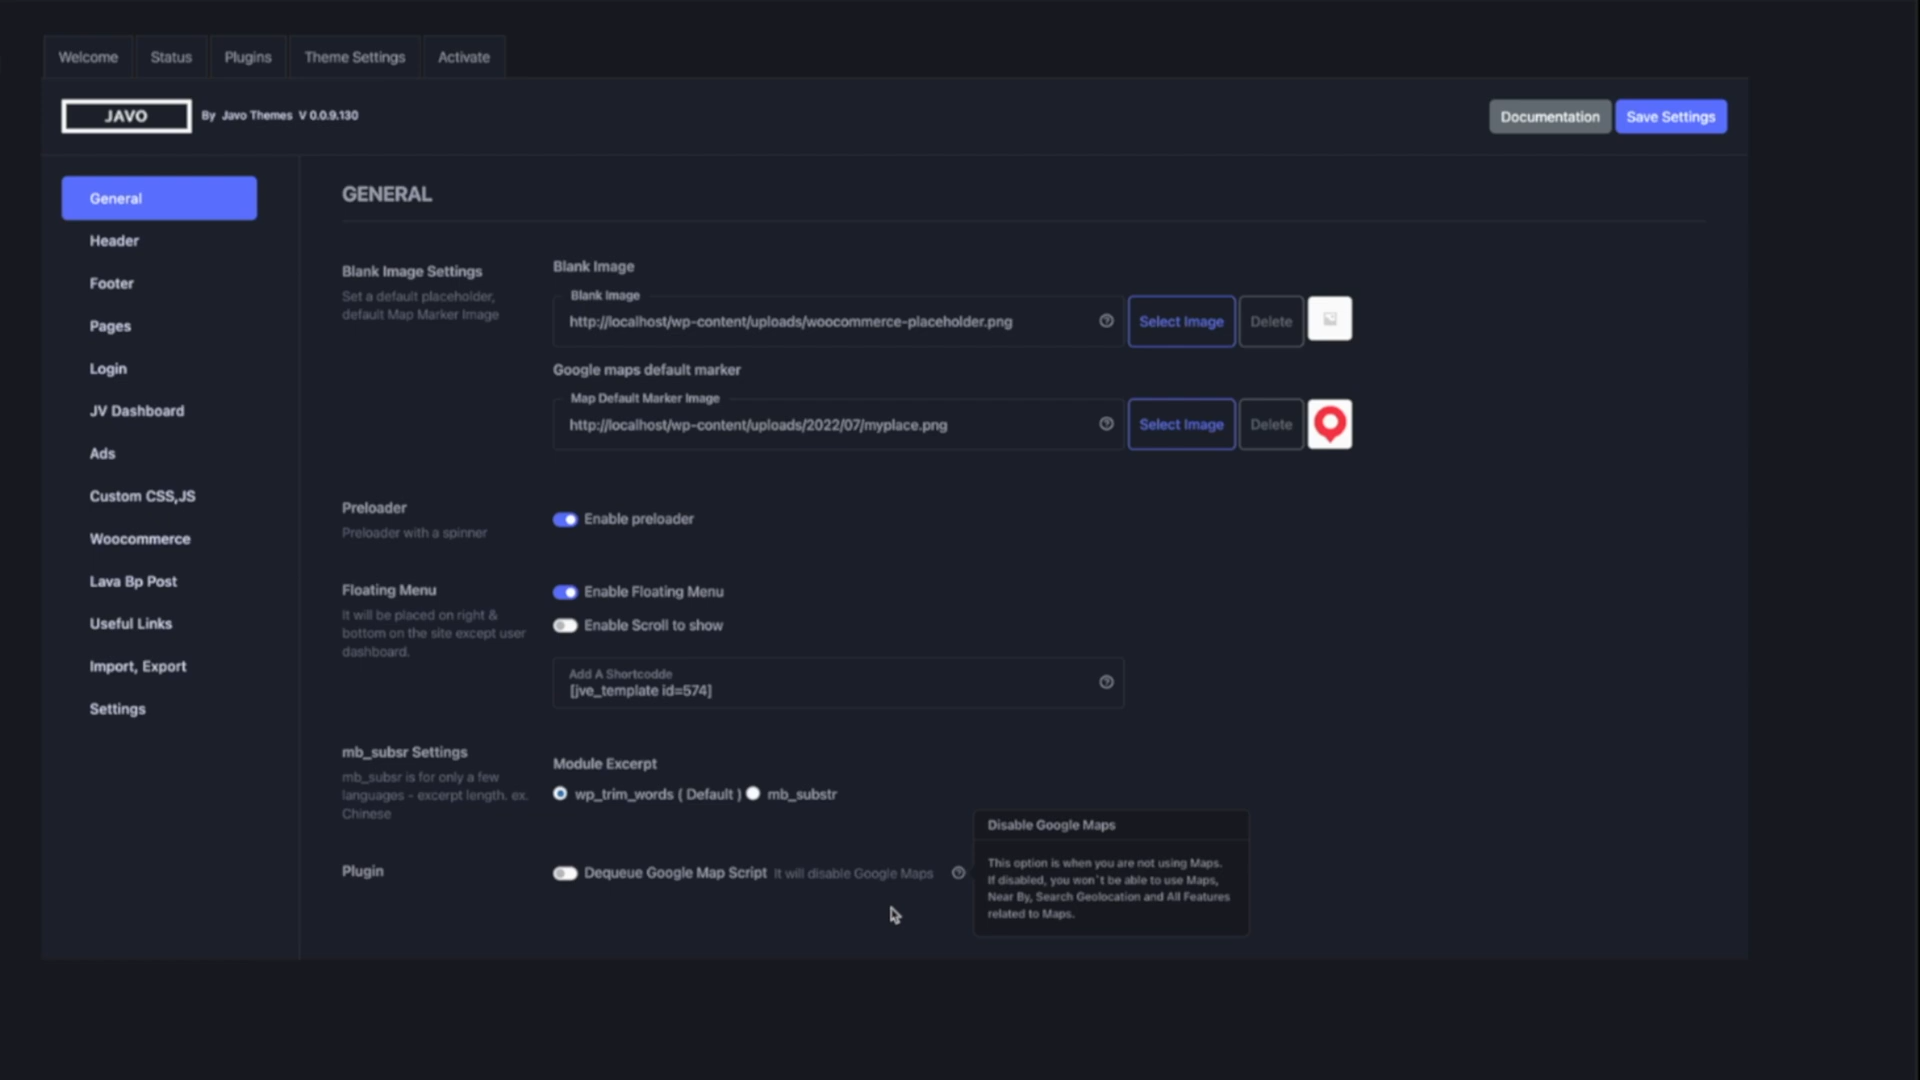 Welcome
Status
Plugins
Theme Settings
Activate
JAVO
By Javo Themes V 0.0.9.130
Documentation
Save Settings
General
Header
Footer
Pages
Login
JV Dashboard
Ads
Custom CSS,JS
Woocommerce
Lava Bp Post
Useful Links
Import, Export
Settings
GENERAL
Blank Image Settings
Set a default placeholder,
default Map Marker Image
Blank Image
Blank Image
http://localhost/wp-content/uploads/woocommerce-placeholder.png
Select Image
Delete
Google maps default marker
Map Default Marker Image
http://localhost/wp-content/uploads/2022/07/myplace.png
Select Image
Delete
Preloader
Preloader with a spinner
Enable preloader
Floating Menu
It will be placed on right &
bottom on the site except user
dashboard.
Enable Floating Menu
Enable Scroll to show
Add A Shortcodde
[jve_template id=574]
mb_subsr Settings
mb_subsr is for only a few
languages - excerpt length. ex.
Chinese
Module Excerpt
wp_trim_words ( Default )
mb_substr
Plugin
Dequeue Google Map Script It will disable Google Maps
Disable Google Maps
This option is when you are not using Maps.
If disabled, you won`t be able to use Maps,
Near By, Search Geolocation and All Features
related to Maps.